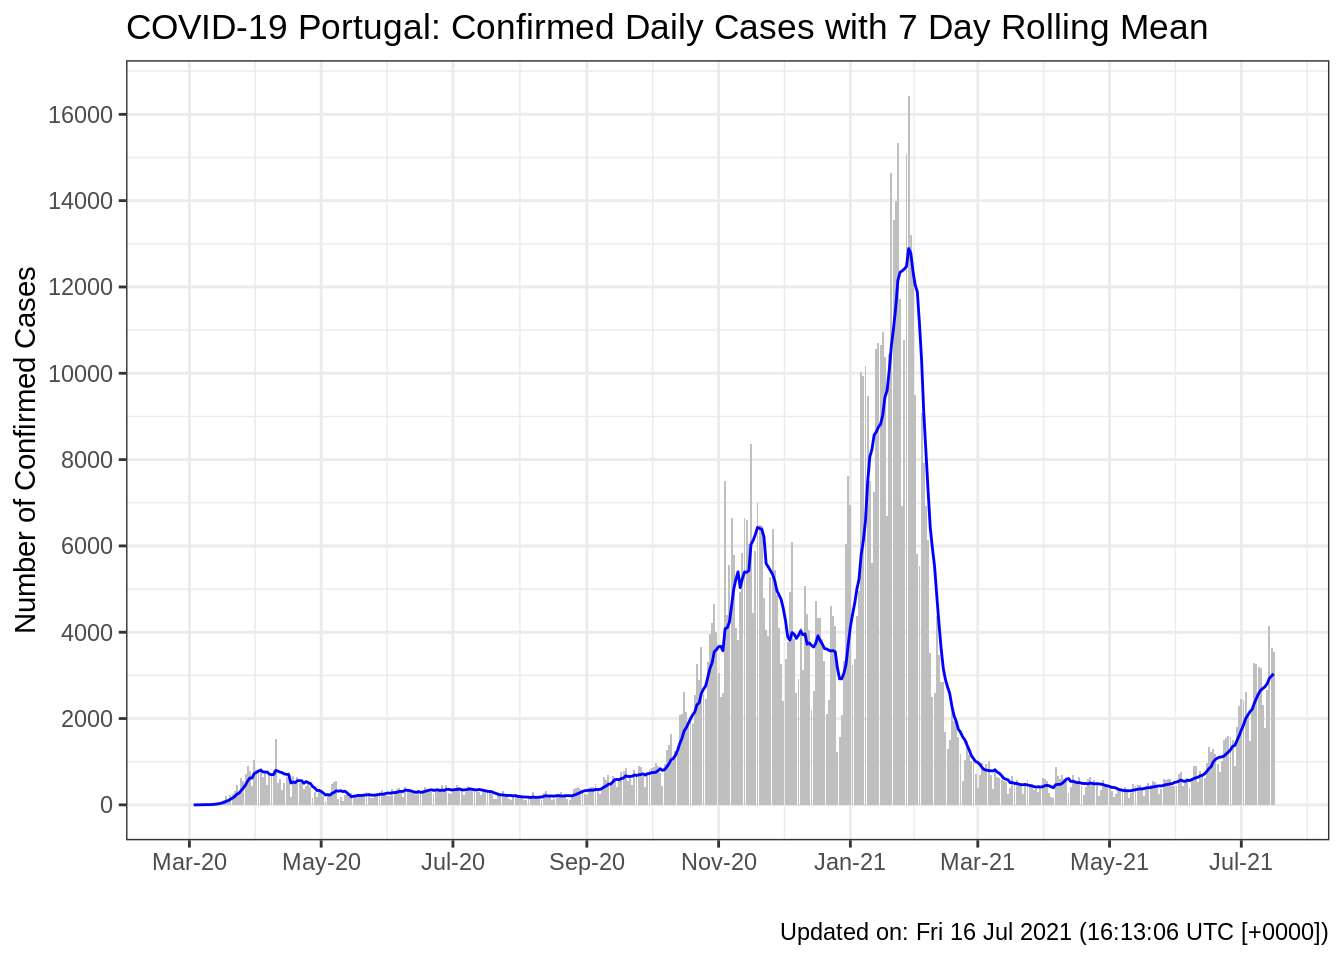 COVID-19 Portugal: Confirmed Daily Cases with 7 Day Rolling Mean
Number of Confirmed Cases
16000
14000
12000
10000
8000
6000
4000
2000
0
Mar-20 May-20 Jul-20 Sep-20 Nov-20 Jan-21 Mar-21 May-21 Jul-21
Updated on: Fri 16 Jul 2021 (16:13:06 UTC [+0000])